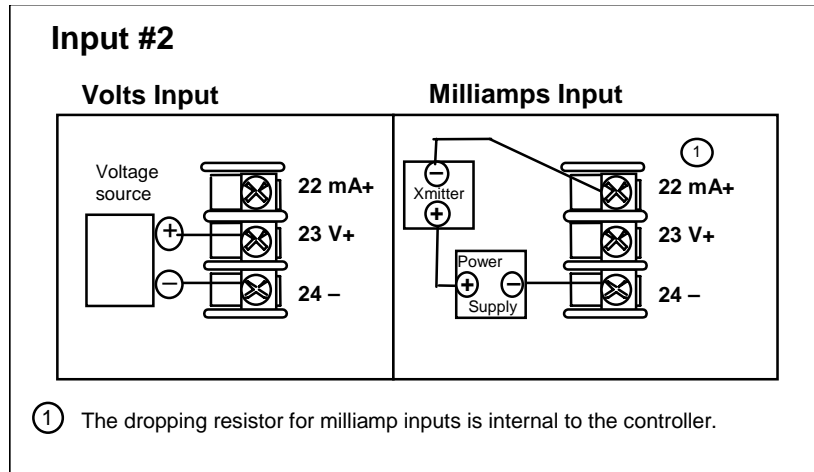 Input #2
Volts Input
Voltage
source
+
–
22 mA+
23 V+
24 –
Milliamps Input
1
–
Xmitter
+
Power
+ –
Supply
22 mA+
23 V+
24 –
1 The dropping resistor for milliamp inputs is internal to the controller.